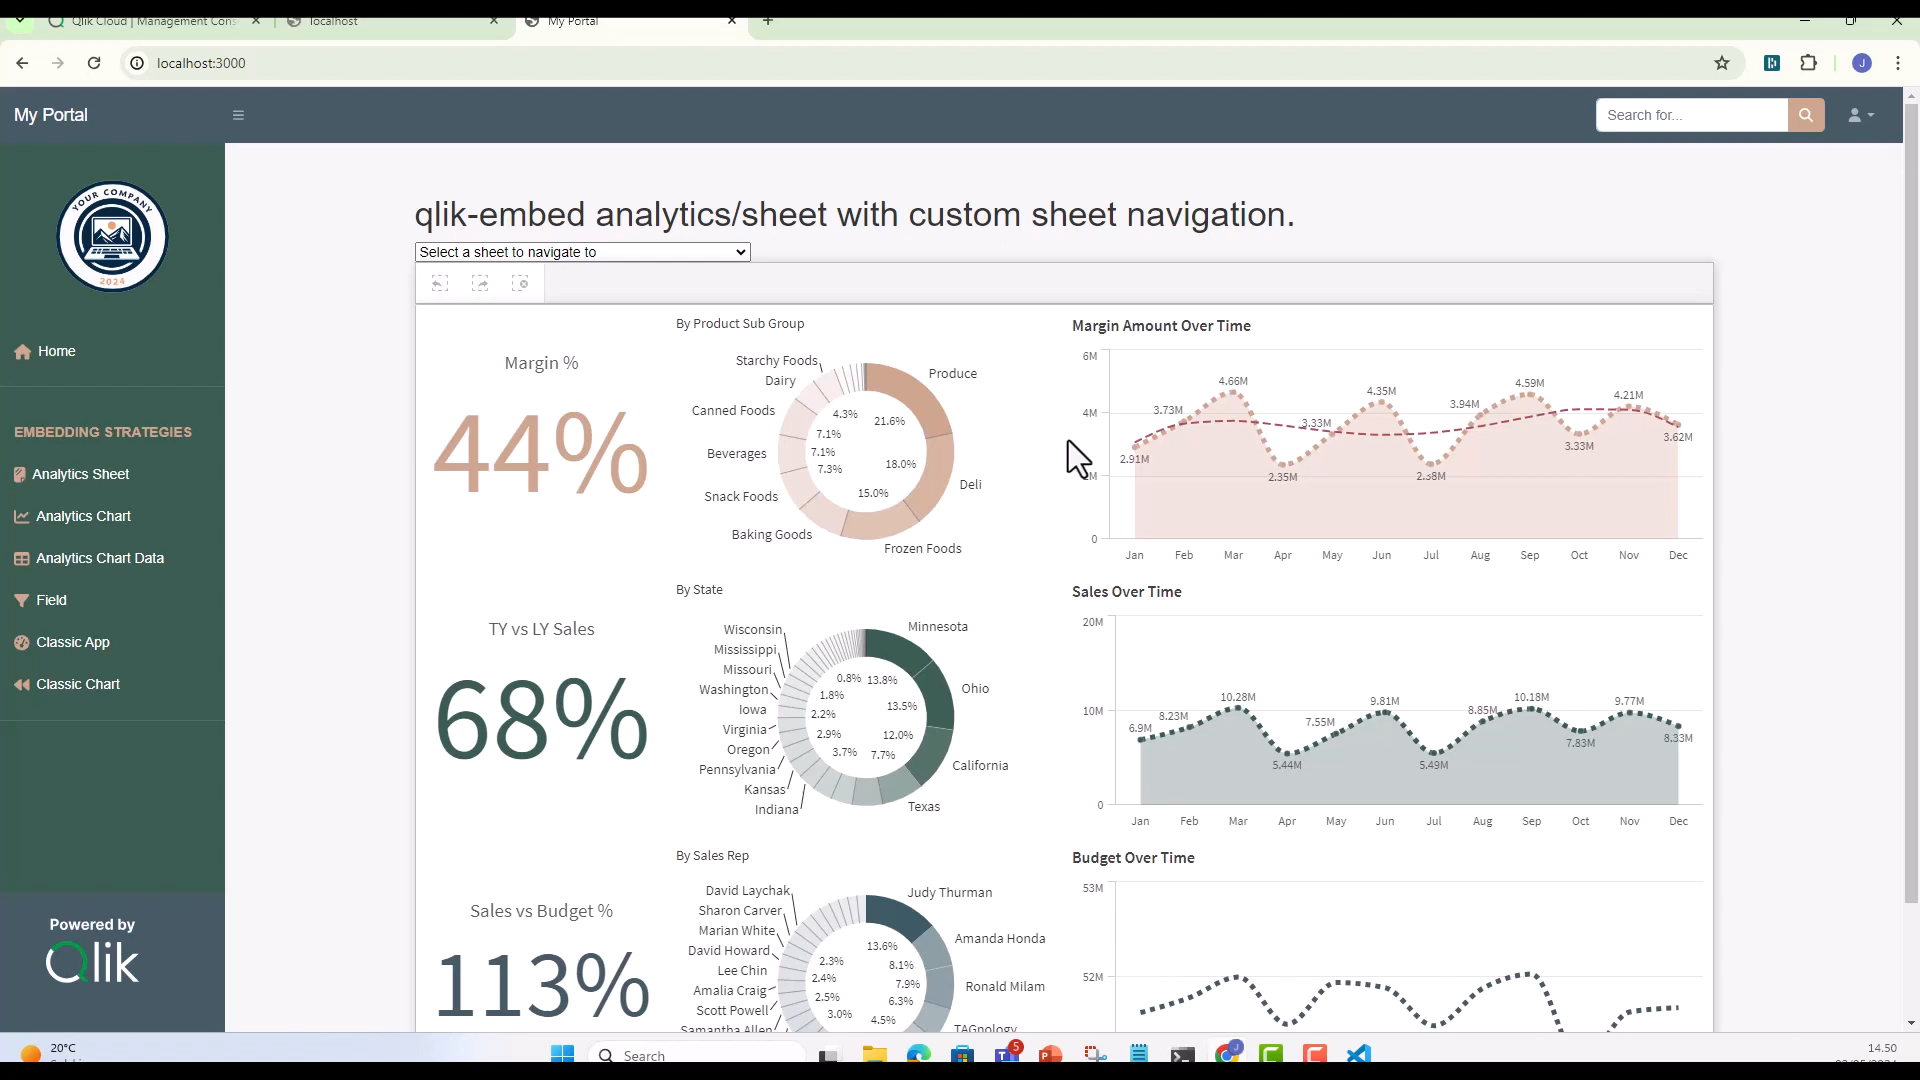 Qlik Cloud | Management Cons
localhost
My Portal
localhost:3000
J
My Portal
Search for...
YOUR COMPANY
2024
Home
EMBEDDING STRATEGIES
Analytics Sheet
Analytics Chart
Analytics Chart Data
Field
Classic App
Classic Chart
Powered by
Qlik
qlik-embed analytics/sheet with custom sheet navigation.
Select a sheet to navigate to
Margin %
44%
By Product Sub Group
Starchy Foods
Dairy
Canned Foods
Beverages
Snack Foods
Baking Goods
Produce
Deli
Frozen Foods
4.3%
21.6%
7.1%
7.1%
7.3%
18.0%
15.0%
Margin Amount Over Time
6M
4M
0
2.91M
3.73M
4.66M
2.35M
3.33M
4.35M
2.38M
3.94M
4.59M
3.33M
4.21M
3.62M
Jan Feb Mar Apr May Jun Jul Aug Sep Oct Nov Dec
TY vs LY Sales
68%
By State
Wisconsin
Mississippi
Missouri
Washington
Iowa
Virginia
Oregon
Pennsylvania
Kansas
Indiana
Minnesota
Ohio
California
Texas
0.8%
13.8%
1.8%
2.2%
13.5%
2.9%
12.0%
3.7%
7.7%
Sales Over Time
20M
10M
0
6.9M
8.23M
10.28M
5.44M
7.55M
9.81M
5.49M
8.85M
10.18M
7.83M
9.77M
8.33M
Jan Feb Mar Apr May Jun Jul Aug Sep Oct Nov Dec
Sales vs Budget %
113%
By Sales Rep
David Laychak
Sharon Carver
Marian White
David Howard
Lee Chin
Amalia Craig
Scott Powell
Samantha Allen
Judy Thurman
Amanda Honda
Ronald Milam
TAGnology
13.6%
2.3%
8.1%
2.4%
7.9%
2.5%
6.3%
3.0%
4.5%
Budget Over Time
53M
52M
20°C
Search
5
J
14.50